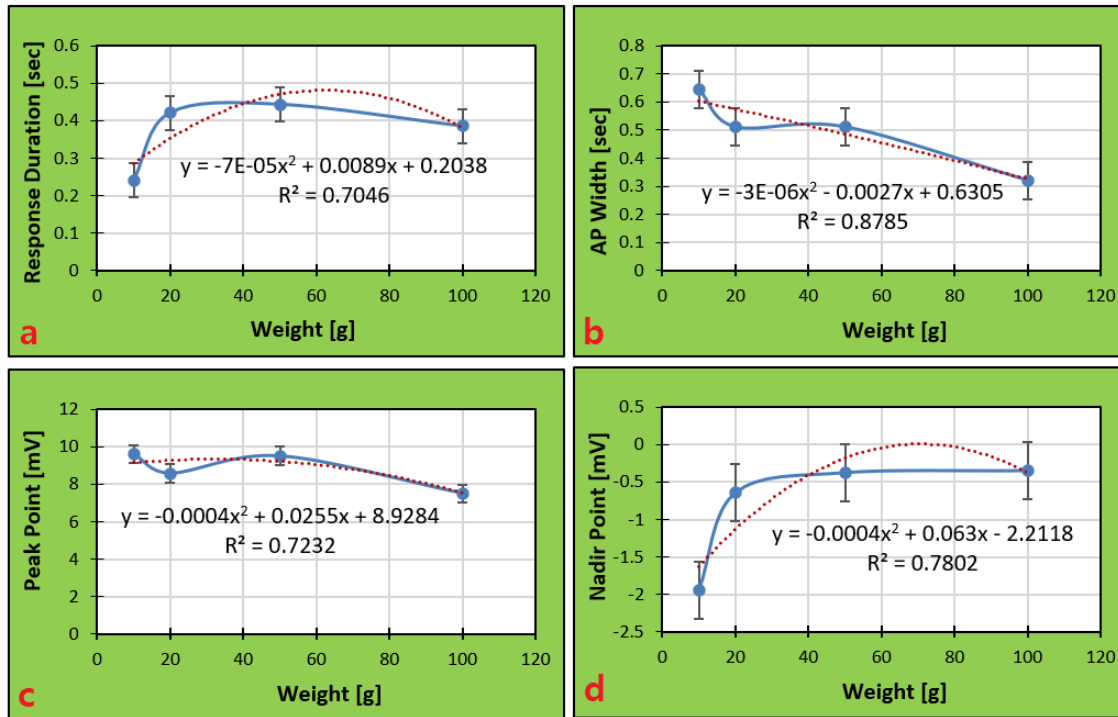 Response Duration [sec]
0.6
0.5
0.4
0.3
0.2
0.1
0
y = -7E-05x² + 0.0089x + 0.2038
R² = 0.7046
0 20 40 60 80 100 120
Weight [g]
a
AP Width [sec]
0.8
0.7
0.6
0.5
0.4
0.3
0.2
0.1
0
y = -3E-06x² - 0.0027x + 0.6305
R² = 0.8785
0 20 40 60 80 100 120
Weight [g]
b
Peak Point [mV]
12
10
8
6
4
2
0
y = -0.0004x² + 0.0255x + 8.9284
R² = 0.7232
0 20 40 60 80 100 120
Weight [g]
c
Nadir Point [mV]
0.5
0
-0.5
-1
-1.5
-2
-2.5
y = -0.0004x² + 0.063x - 2.2118
R² = 0.7802
0 20 40 60 80 100 120
Weight [g]
d